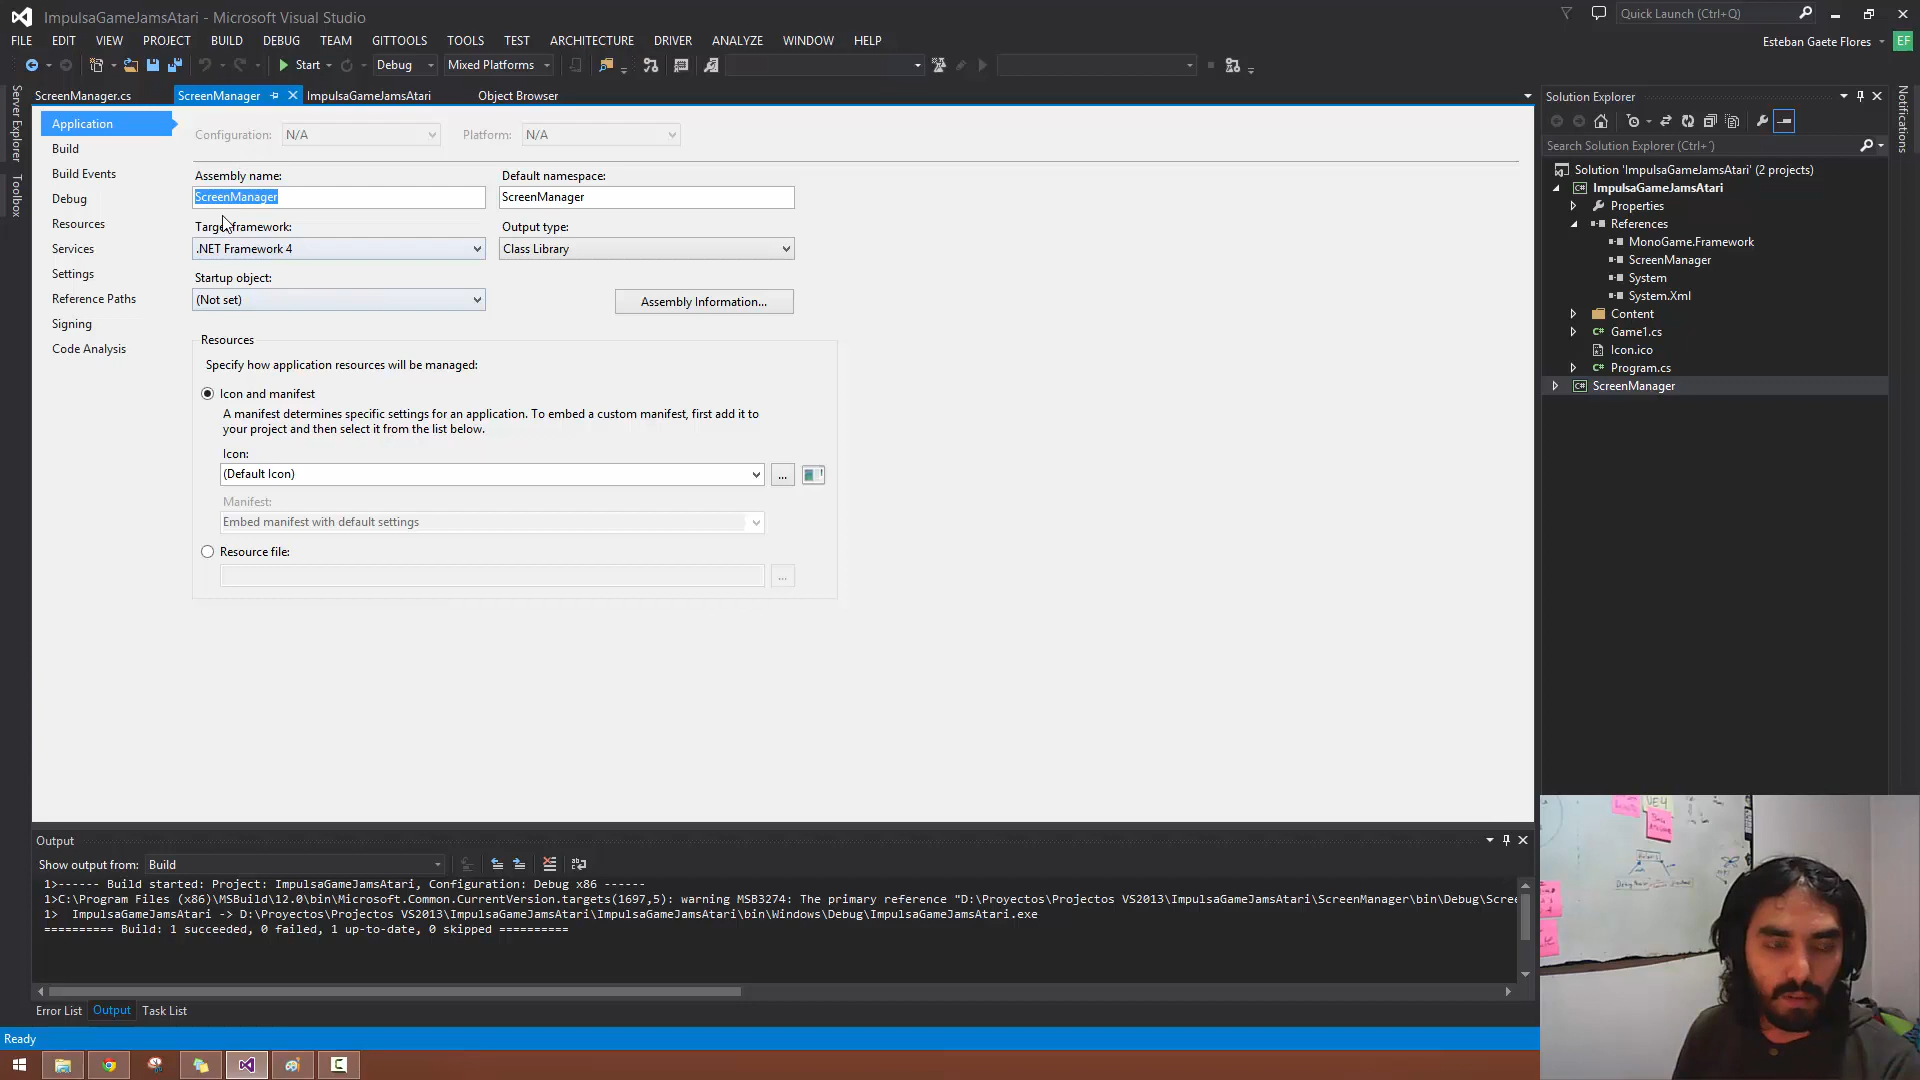 ImpulsaGameJamsAtari - Microsoft Visual Studio
Quick Launch (Ctrl+Q)
FILE EDIT VIEW PROJECT BUILD DEBUG TEAM GITTOOLS TOOLS TEST ARCHITECTURE DRIVER ANALYZE WINDOW HELP
Esteban Gaete Flores EF
Start Debug Mixed Platforms
Server Explorer
Toolbox
Notifications
ScreenManager.cs ScreenManager ImpulsaGameJamsAtari Object Browser
Application
Build
Build Events
Debug
Resources
Services
Settings
Reference Paths
Signing
Code Analysis
Configuration: N/A Platform: N/A
Assembly name: Default namespace:
ScreenManager ScreenManager
Target framework: Output type:
.NET Framework 4 Class Library
Startup object:
(Not set) Assembly Information...
Resources
Specify how application resources will be managed:
Icon and manifest
A manifest determines specific settings for an application. To embed a custom manifest, first add it to
your project and then select it from the list below.
Icon:
(Default Icon) ...
Manifest:
Embed manifest with default settings
Resource file:
...
Solution Explorer
Search Solution Explorer (Ctrl+´)
Solution 'ImpulsaGameJamsAtari' (2 projects)
ImpulsaGameJamsAtari
Properties
References
MonoGame.Framework
ScreenManager
System
System.Xml
Content
Game1.cs
Icon.ico
Program.cs
ScreenManager
Output
Show output from: Build
1>------ Build started: Project: ImpulsaGameJamsAtari, Configuration: Debug x86 ------
1>C:\Program Files (x86)\MSBuild\12.0\bin\Microsoft.Common.CurrentVersion.targets(1697,5): warning MSB3274: The primary reference "D:\Proyectos\Projectos VS2013\ImpulsaGameJamsAtari\ScreenManager\bin\Debug\Scree
1>  ImpulsaGameJamsAtari -> D:\Proyectos\Projectos VS2013\ImpulsaGameJamsAtari\ImpulsaGameJamsAtari\bin\Windows\Debug\ImpulsaGameJamsAtari.exe
========== Build: 1 succeeded, 0 failed, 1 up-to-date, 0 skipped ==========
Error List Output Task List
Ready